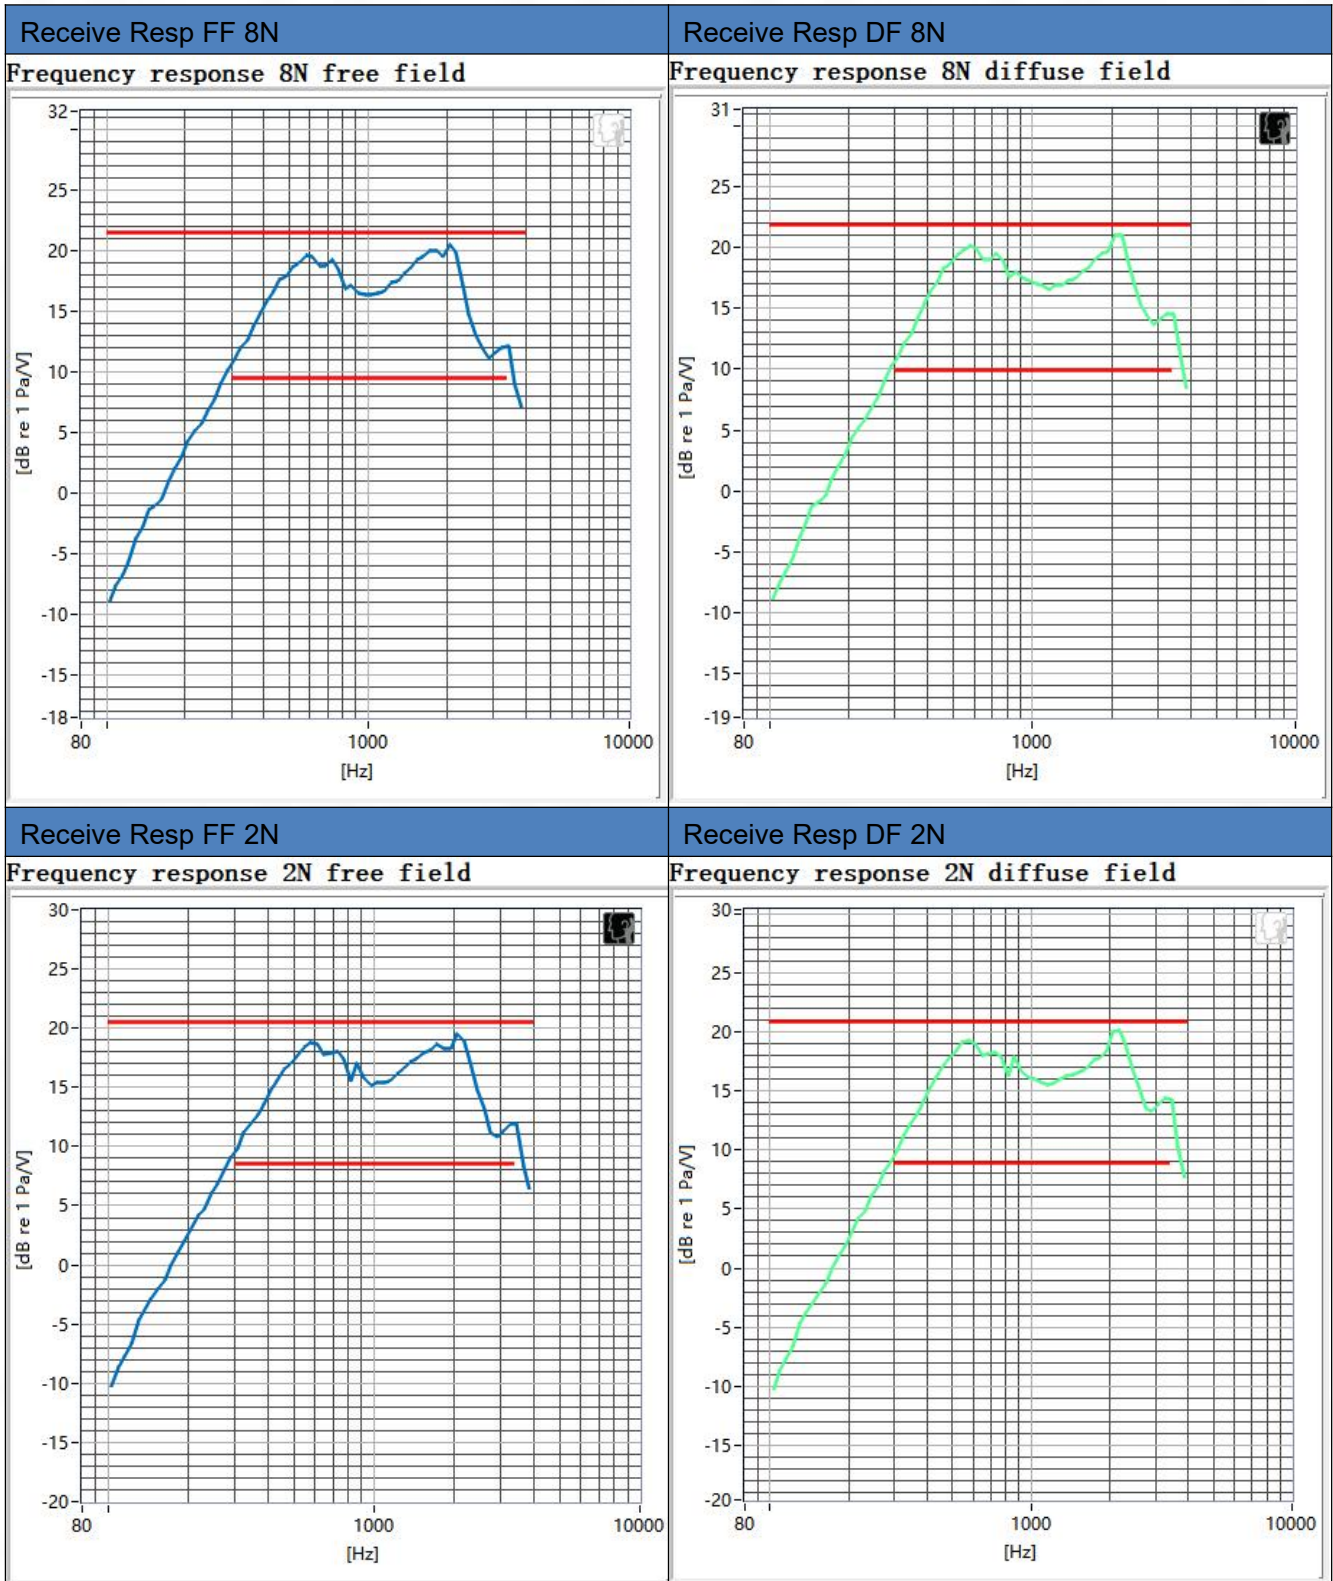 Receive Resp FF 8N
Receive Resp DF 8N
Frequency response 8N free field
Frequency response 8N diffuse field
32
25
20
15
10
5
0
-5
-10
-15
-18
[dB re 1 Pa/V]
80 1000 10000
[Hz]
31
25
20
15
10
5
0
-5
-10
-15
-19
[dB re 1 Pa/V]
80 1000 10000
[Hz]
Receive Resp FF 2N
Receive Resp DF 2N
Frequency response 2N free field
Frequency response 2N diffuse field
30
25
20
15
10
5
0
-5
-10
-15
-20
[dB re 1 Pa/V]
80 1000 10000
[Hz]
30
25
20
15
10
5
0
-5
-10
-15
-20
[dB re 1 Pa/V]
80 1000 10000
[Hz]